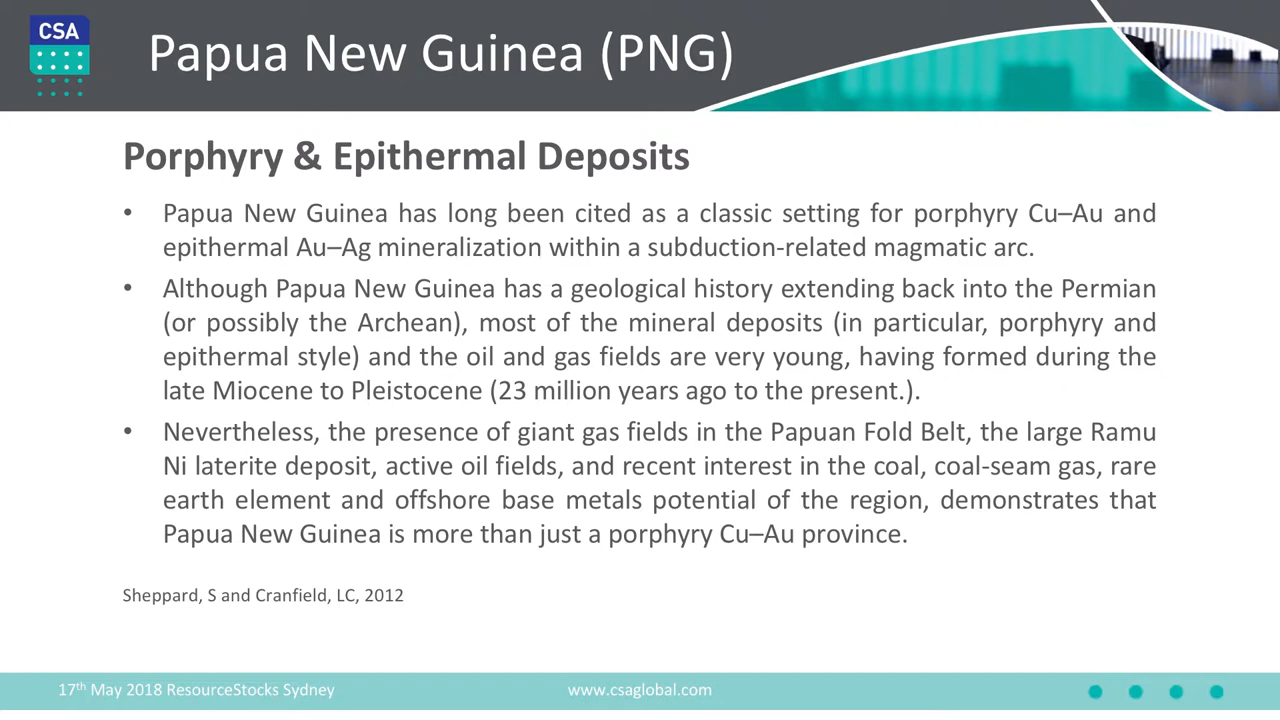 CSA
Papua New Guinea (PNG)
Porphyry & Epithermal Deposits
• Papua New Guinea has long been cited as a classic setting for porphyry Cu–Au and
epithermal Au–Ag mineralization within a subduction-related magmatic arc.
• Although Papua New Guinea has a geological history extending back into the Permian
(or possibly the Archean), most of the mineral deposits (in particular, porphyry and
epithermal style) and the oil and gas fields are very young, having formed during the
late Miocene to Pleistocene (23 million years ago to the present.).
• Nevertheless, the presence of giant gas fields in the Papuan Fold Belt, the large Ramu
Ni laterite deposit, active oil fields, and recent interest in the coal, coal-seam gas, rare
earth element and offshore base metals potential of the region, demonstrates that
Papua New Guinea is more than just a porphyry Cu–Au province.
Sheppard, S and Cranfield, LC, 2012
17th May 2018 ResourceStocks Sydney
www.csaglobal.com